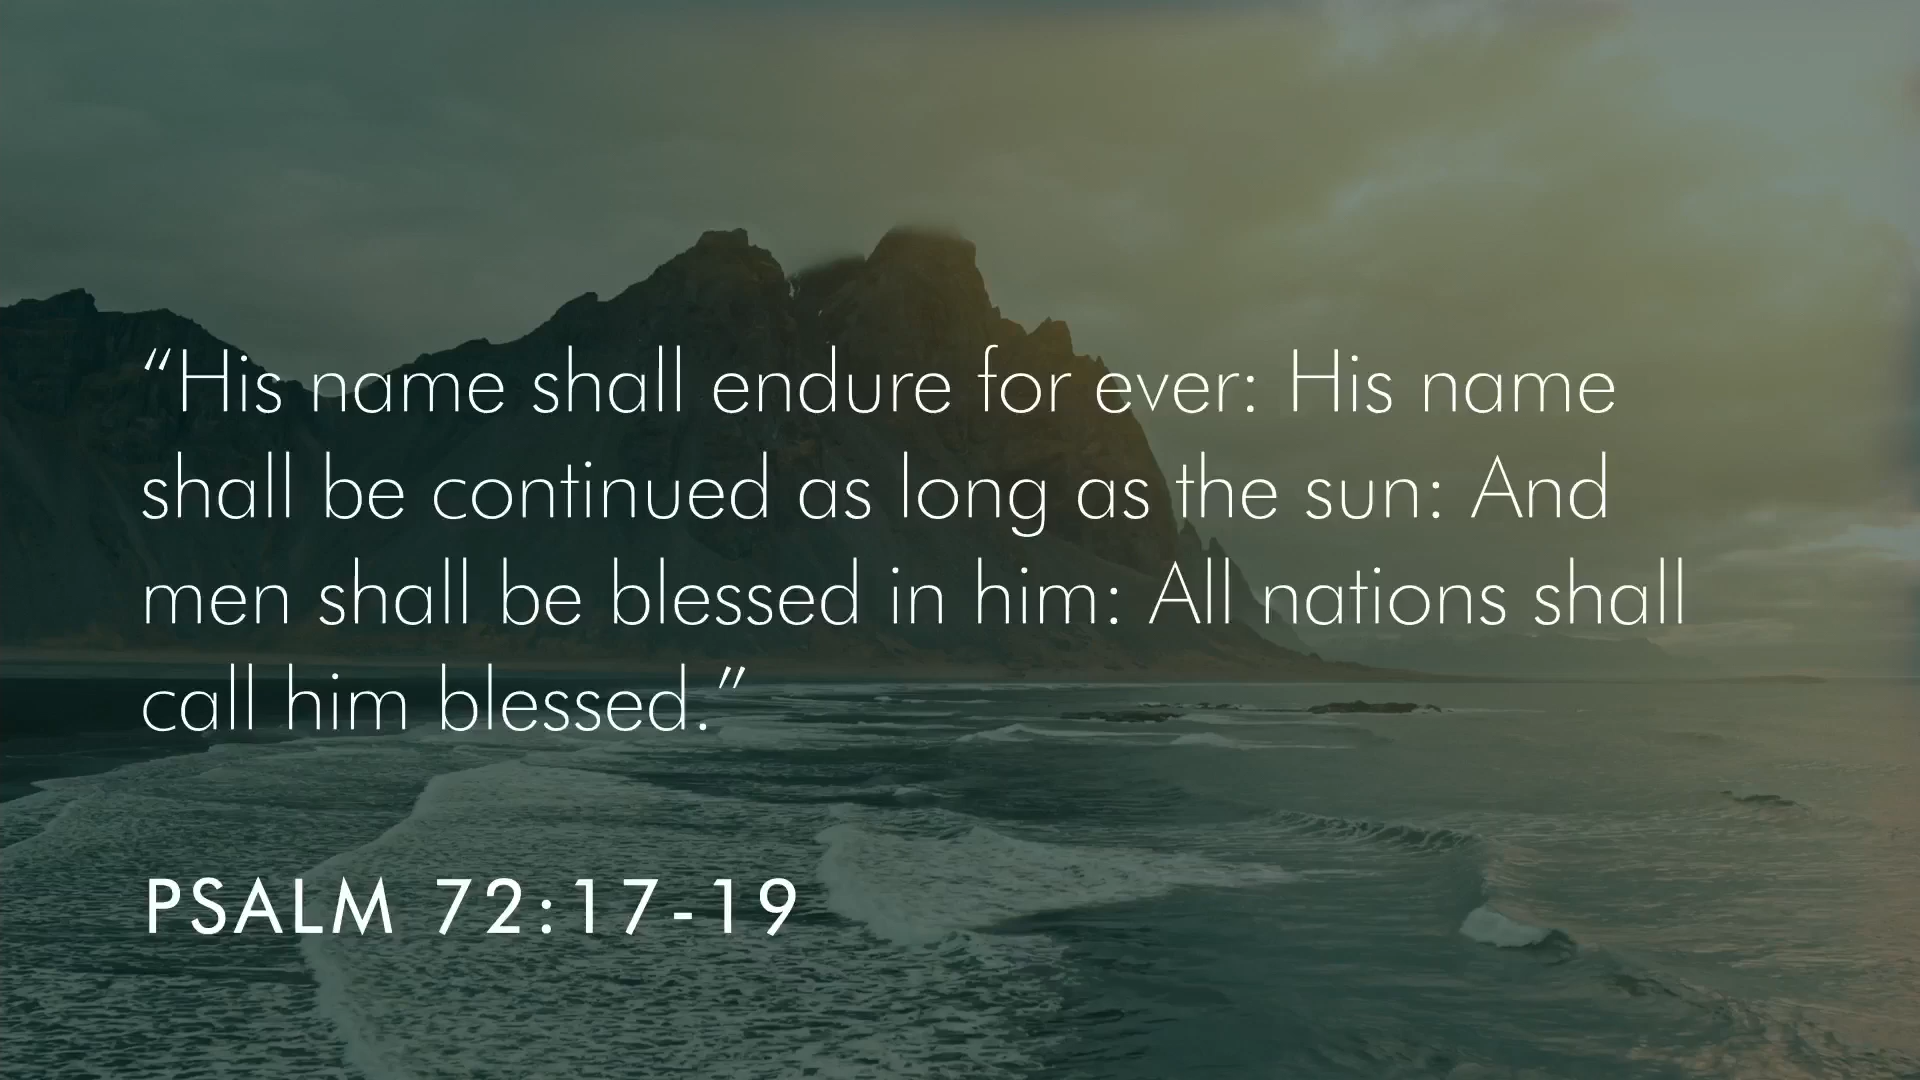 “His name shall endure for ever: His name
shall be continued as long as the sun: And
men shall be blessed in him: All nations shall
call him blessed.”
PSALM 72:17-19